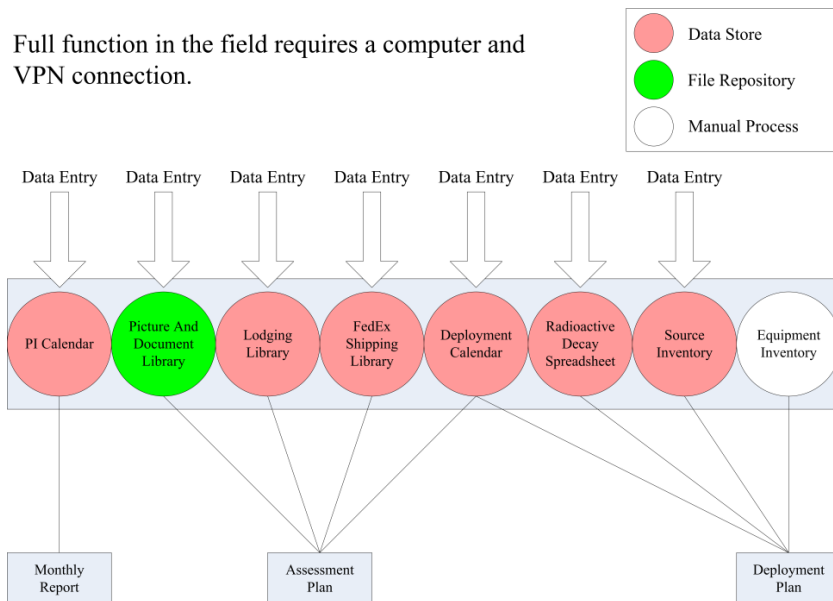 Full function in the field requires a computer and
VPN connection.
Data Store
File Repository
Manual Process
Data Entry
Data Entry
Data Entry
Data Entry
Data Entry
Data Entry
Data Entry
PI Calendar
Picture And
Document
Library
Lodging
Library
FedEx
Shipping
Library
Deployment
Calendar
Radioactive
Decay
Spreadsheet
Source
Inventory
Equipment
Inventory
Monthly
Report
Assessment
Plan
Deployment
Plan